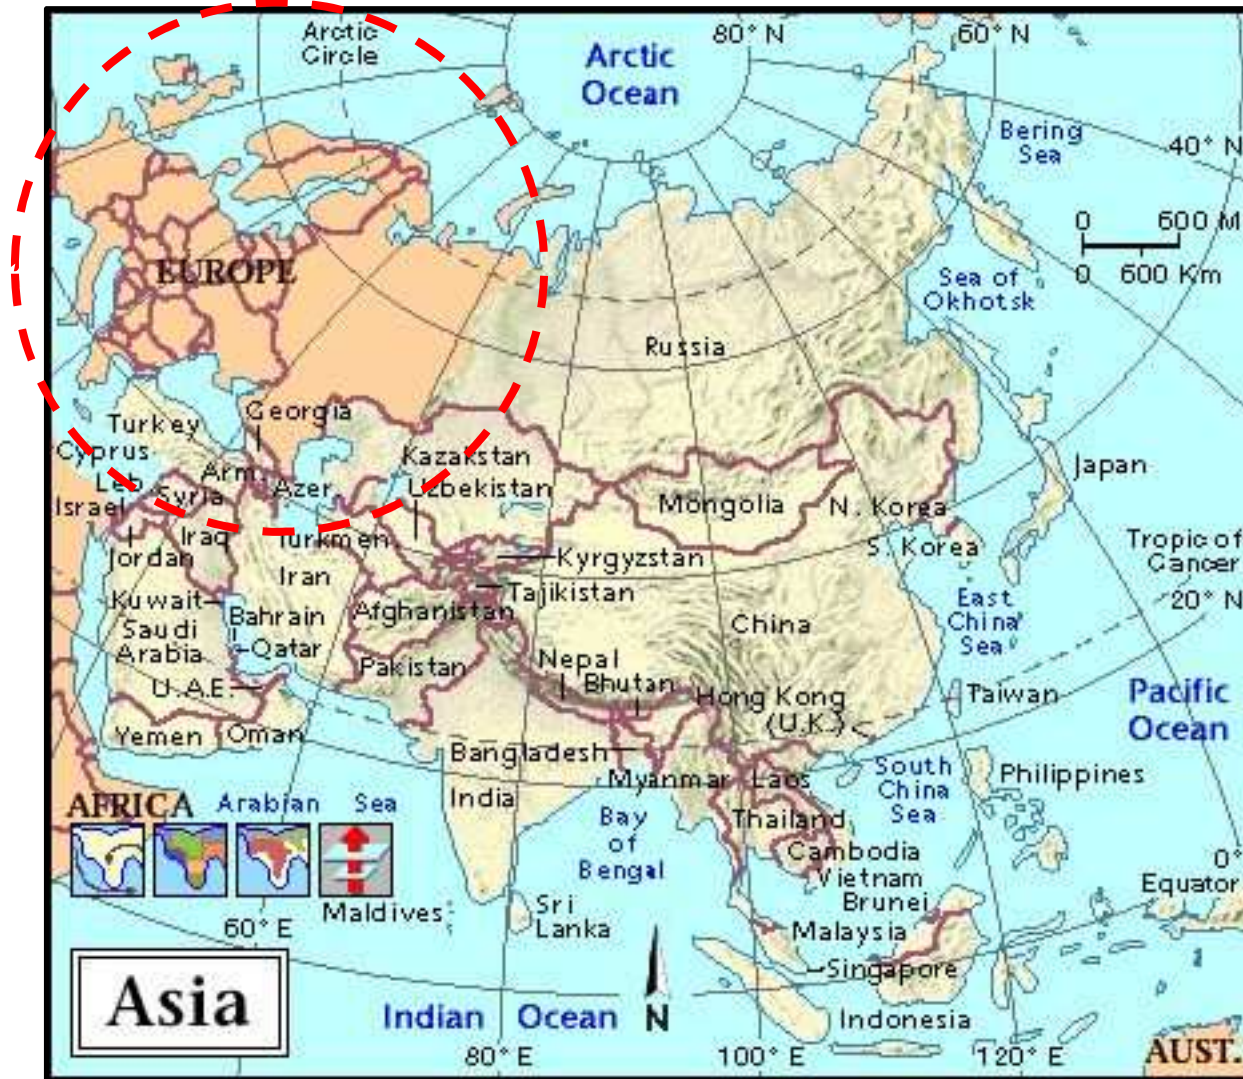 Arctic
Circle
80° N
60° N
Arctic
Ocean
Bering
Sea
40° N
0 600 M
0 600 Km
EUROPE
Sea of
Okhotsk
Russia
Georgia
Turkey
Cyprus
Kazakstan
Japan
Leb.
Arm.
Azer.
Uzbekistan
Syria
Israel
Mongolia
N. Korea
Iraq
Turkmen.
S. Korea
Tropic of
Cancer
Jordan
Kyrgyzstan
Iran
Tajikistan
20° N
Kuwait
Bahrain
Afghanistan
East
China
Sea
Saudi
Arabia
China
Qatar
Pakistan
Nepal
U.A.E.
Bhutan
Hong Kong
(U.K.)
Taiwan
Pacific
Ocean
Yemen
Oman
Bangladesh
Myanmar
Laos
South
China
Sea
Philippines
AFRICA
Arabian Sea
India
Bay
of
Bengal
Thailand
Cambodia
Vietnam
Brunei
0°
Equator
Maldives
Sri
Lanka
60° E
Malaysia
Singapore
Asia
Indian Ocean
N
Indonesia
80° E
100° E
120° E
AUST.